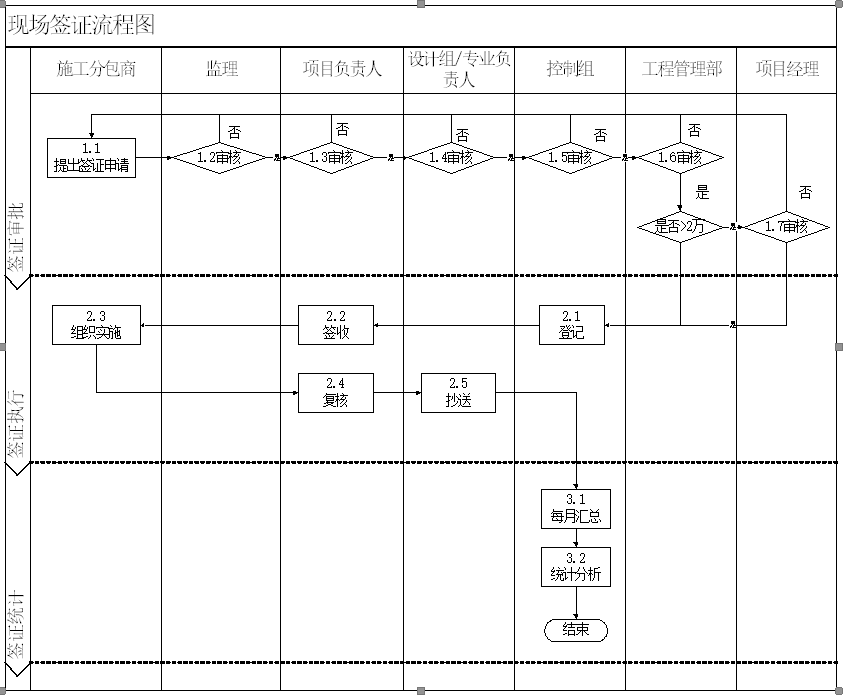 现场签证流程图
施工分包商
监理
项目负责人
设计组/专业负
责人
控制组
工程管理部
项目经理
签证审批
否
否
否
否
否
1.1
提出签证申请
1.2审核
是
1.3审核
是
1.4审核
是
1.5审核
是
1.6审核
是
否
是否>2万
是
1.7审核
签证执行
2.3
组织实施
2.2
签收
2.1
登记
是
2.4
复核
2.5
抄送
签证统计
3.1
每月汇总
3.2
统计分析
结束